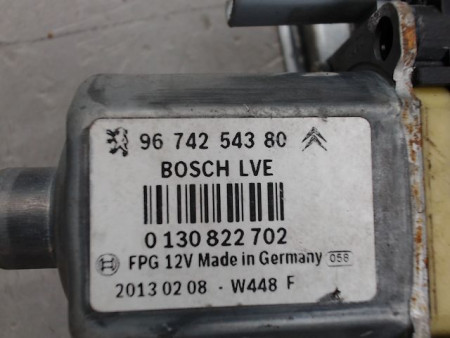 96 742 543 80
BOSCH LVE
0 130 822 702
FPG 12V Made in Germany 058
2013 02 08 - W448 F